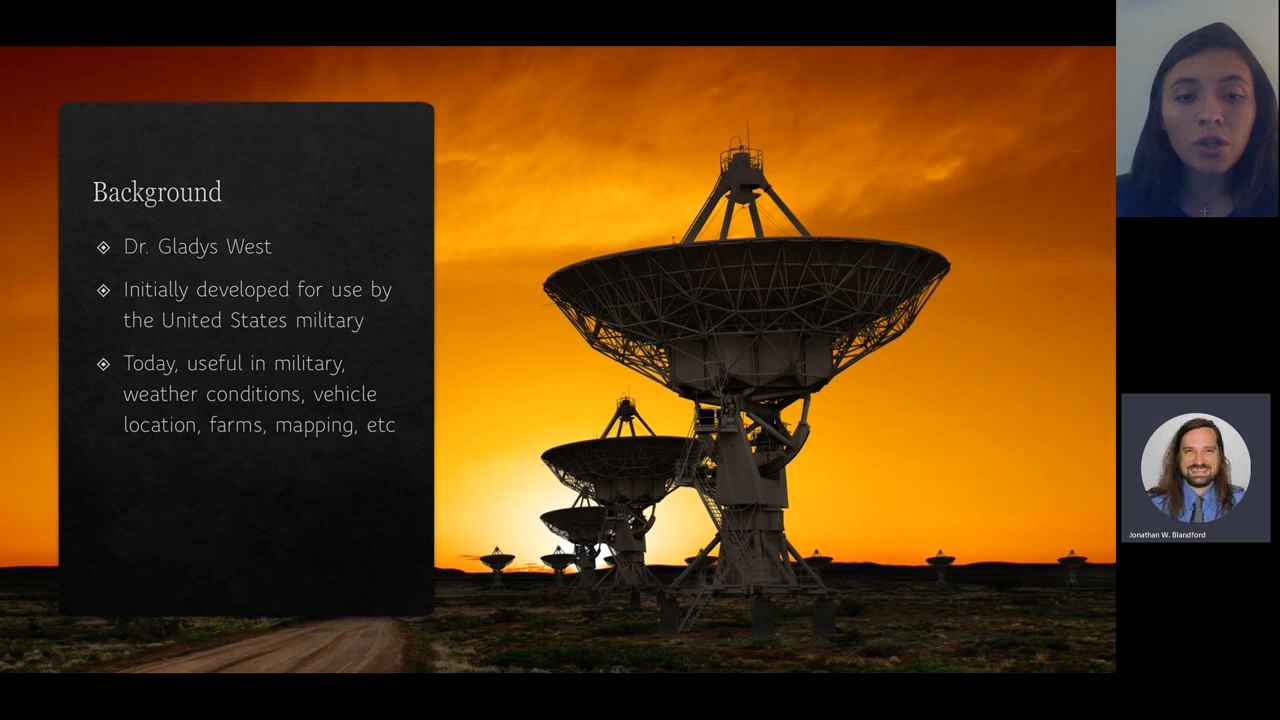 Background
Dr. Gladys West
Initially developed for use by
the United States military
Today, useful in military,
weather conditions, vehicle
location, farms, mapping, etc
Jonathan W. Blandford